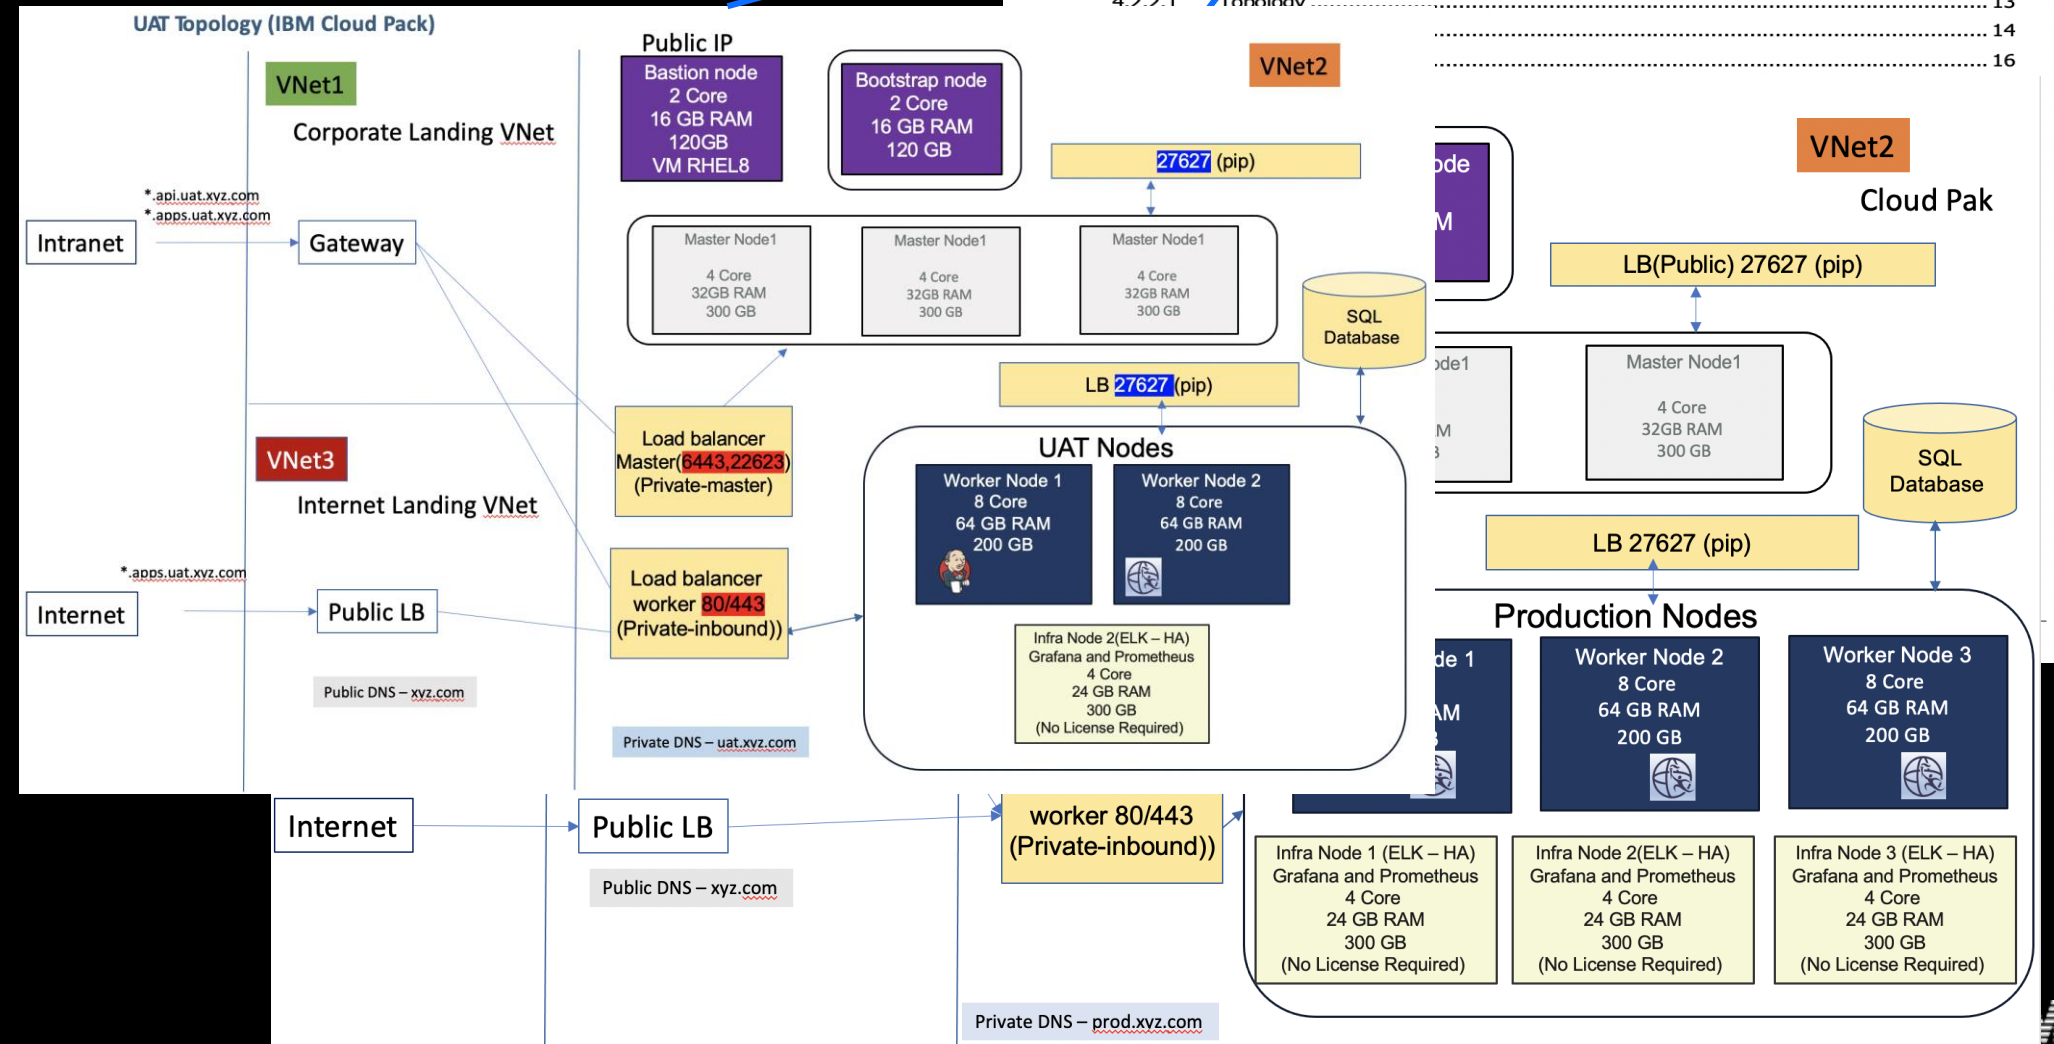 UAT Topology (IBM Cloud Pack)
VNet1
Corporate Landing VNet
*.api.uat.xyz.com
*.apps.uat.xyz.com
Intranet
Gateway
VNet3
Internet Landing VNet
*.apps.uat.xyz.com
Internet
Public LB
Public DNS – xyz.com
Public IP
Bastion node
2 Core
16 GB RAM
120GB
VM RHEL8
Bootstrap node
2 Core
16 GB RAM
120 GB
VNet2
27627 (pip)
Master Node1
4 Core
32GB RAM
300 GB
Master Node1
4 Core
32GB RAM
300 GB
Master Node1
4 Core
32GB RAM
300 GB
SQL
Database
LB 27627 (pip)
Load balancer
Master(6443,22623)
(Private-master)
Load balancer
worker 80/443
(Private-inbound))
UAT Nodes
Worker Node 1
8 Core
64 GB RAM
200 GB
Worker Node 2
8 Core
64 GB RAM
200 GB
Infra Node 2(ELK – HA)
Grafana and Prometheus
4 Core
24 GB RAM
300 GB
(No License Required)
Private DNS – uat.xyz.com
4.2.2.1 Topology 13
14
16
VNet2
Cloud Pak
ode
M
LB(Public) 27627 (pip)
ode1
M
Master Node1
4 Core
32GB RAM
300 GB
SQL
Database
LB 27627 (pip)
Production Nodes
de 1
AM
Worker Node 2
8 Core
64 GB RAM
200 GB
Worker Node 3
8 Core
64 GB RAM
200 GB
Internet
Public LB
Public DNS – xyz.com
worker 80/443
(Private-inbound))
Infra Node 1 (ELK – HA)
Grafana and Prometheus
4 Core
24 GB RAM
300 GB
(No License Required)
Infra Node 2(ELK – HA)
Grafana and Prometheus
4 Core
24 GB RAM
300 GB
(No License Required)
Infra Node 3 (ELK – HA)
Grafana and Prometheus
4 Core
24 GB RAM
300 GB
(No License Required)
Private DNS – prod.xyz.com